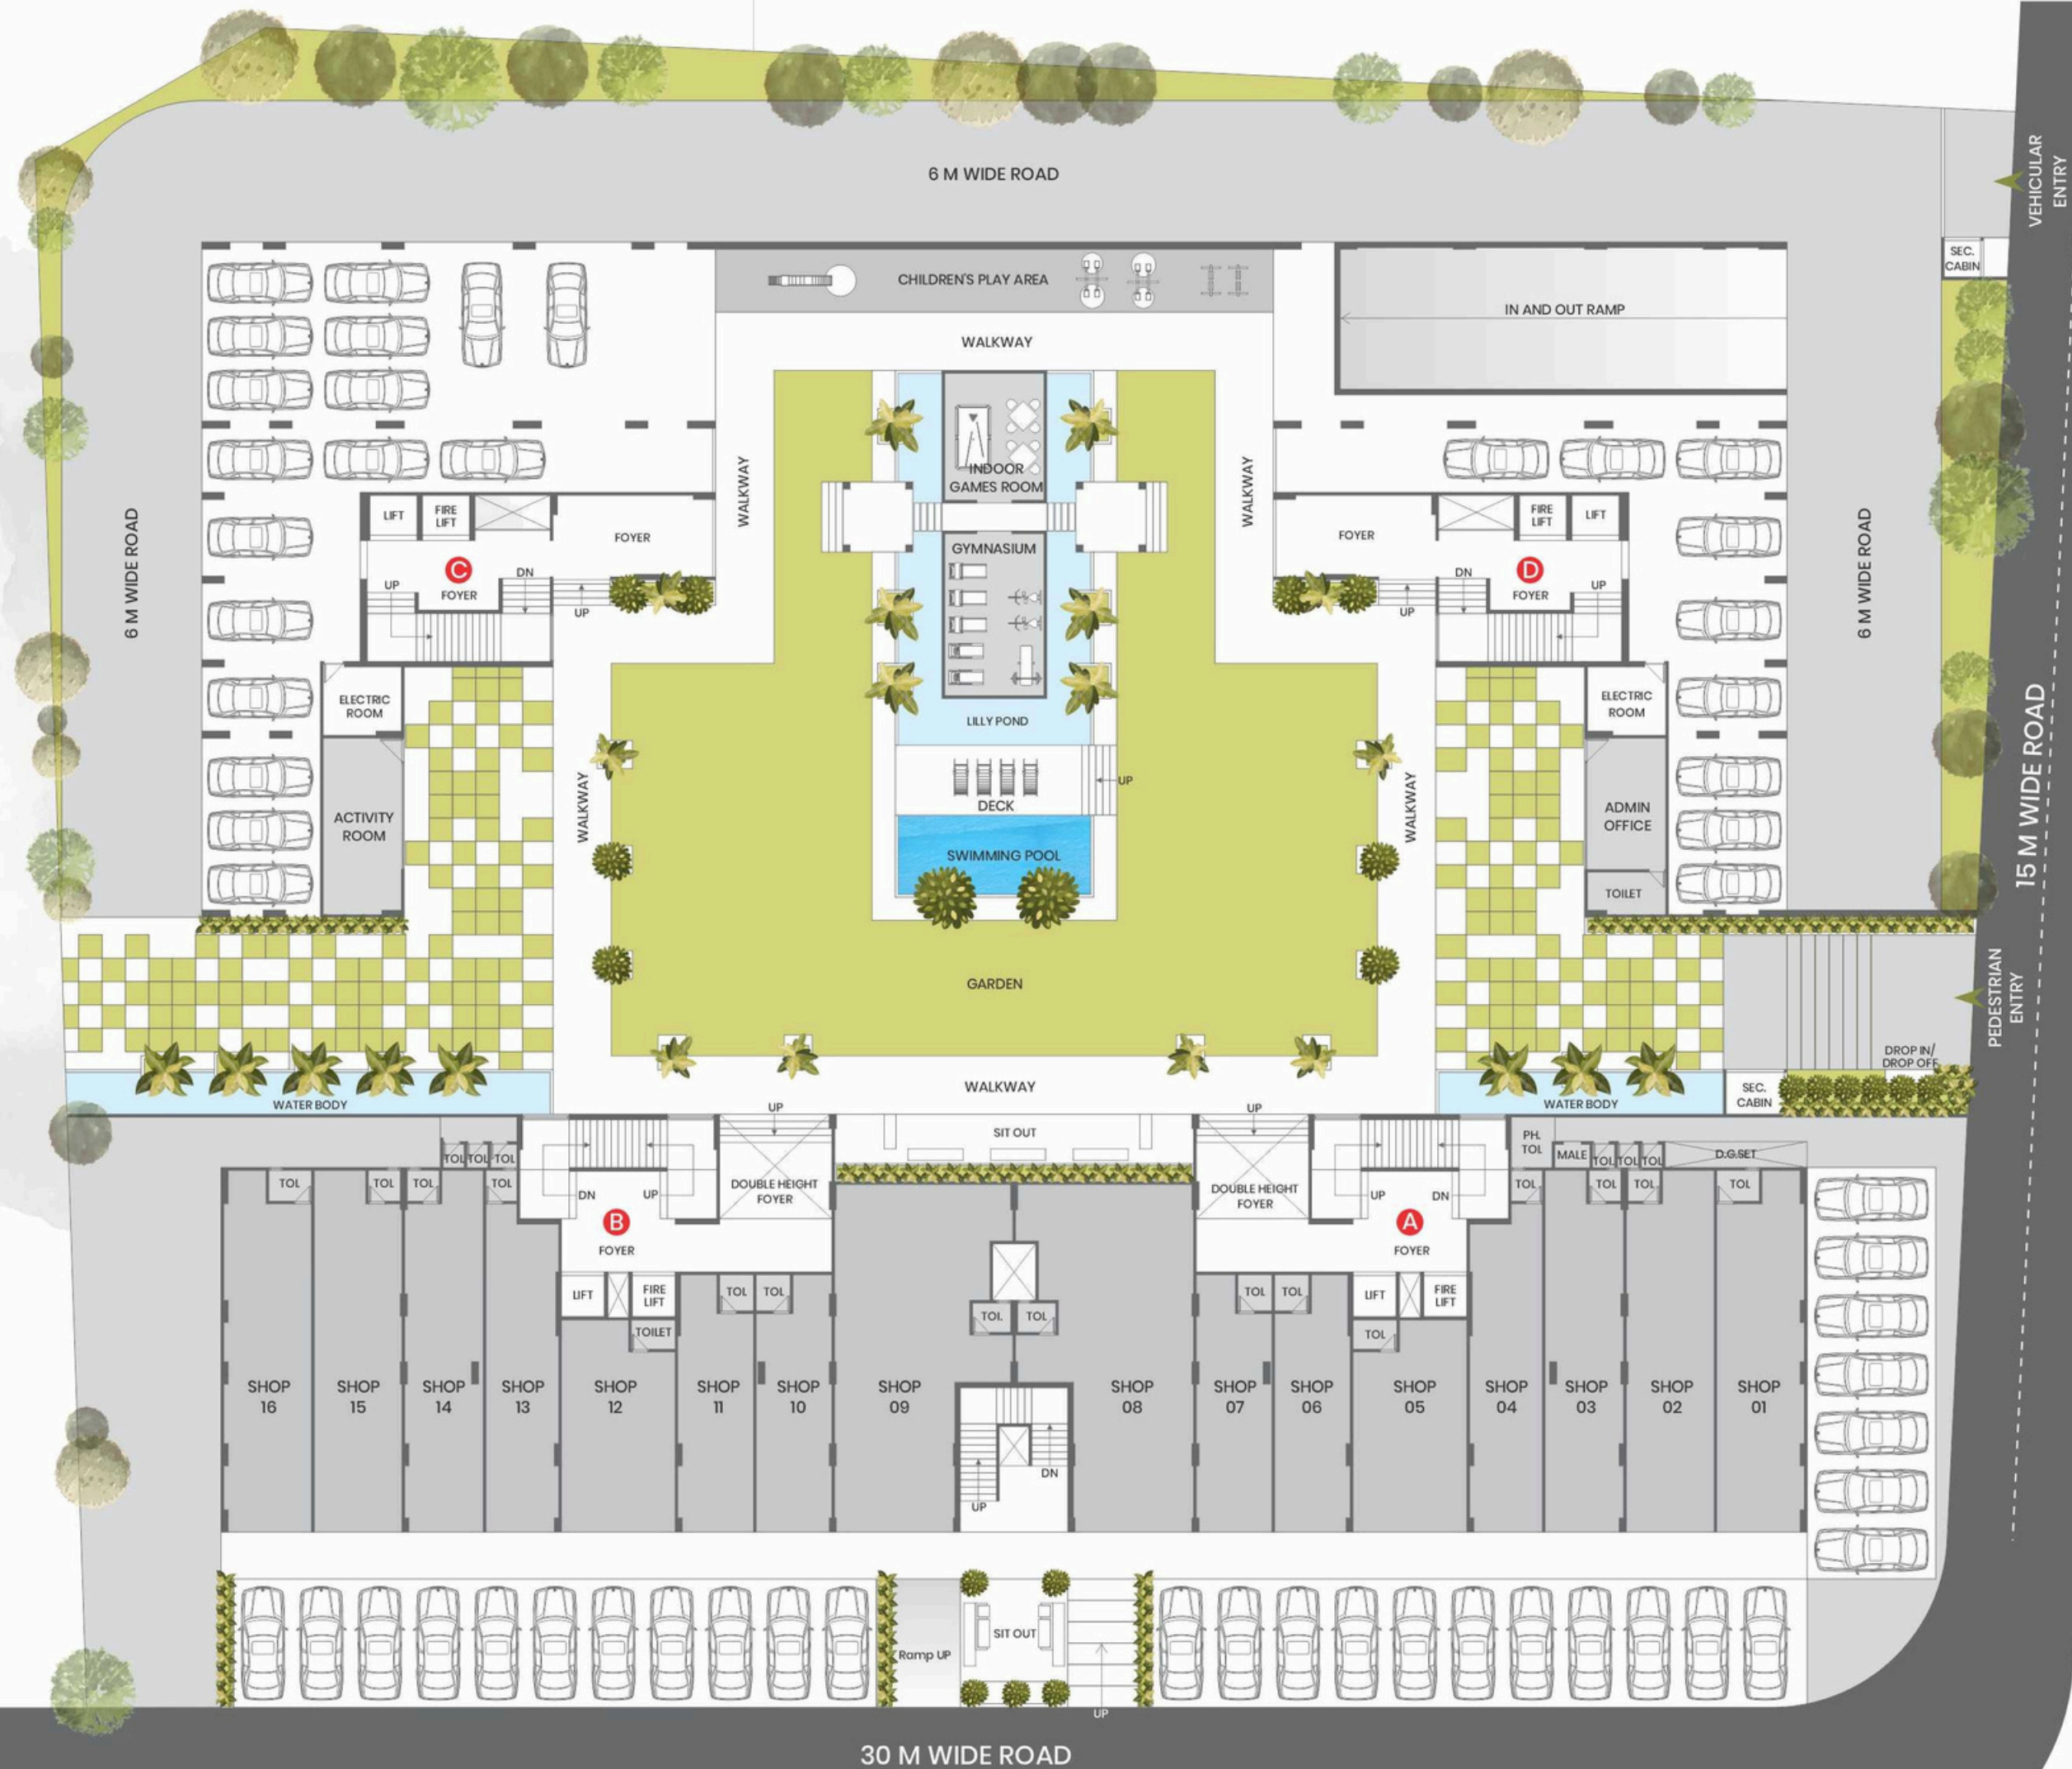 6 M WIDE ROAD
VEHICULAR
ENTRY
SEC.
CABIN
CHILDREN'S PLAY AREA
IN AND OUT RAMP
WALKWAY
INDOOR
GAMES ROOM
WALKWAY
WALKWAY
6 M WIDE ROAD
LIFT
FIRE
LIFT
FOYER
C
UP
FOYER
DN
UP
GYMNASIUM
FOYER
FIRE
LIFT
LIFT
DN
D
UP
FOYER
UP
6 M WIDE ROAD
ELECTRIC
ROOM
LILLY POND
ELECTRIC
ROOM
15 M WIDE ROAD
ACTIVITY
ROOM
WALKWAY
UP
DECK
WALKWAY
ADMIN
OFFICE
SWIMMING POOL
TOILET
GARDEN
PEDESTRIAN
ENTRY
DROP IN/
DROP OFF
WATER BODY
WALKWAY
WATER BODY
SEC.
CABIN
UP
UP
SIT OUT
TOL
TOL
TOL
PH.
TOL
MALE
TOL
TOL
TOL
D.G.SET
TOL
TOL
TOL
TOL
DN
UP
DOUBLE HEIGHT
FOYER
DOUBLE HEIGHT
FOYER
UP
DN
TOL
TOL
TOL
TOL
B
FOYER
A
FOYER
LIFT
FIRE
LIFT
TOL
TOL
TOL
TOL
TOL
TOL
LIFT
FIRE
LIFT
TOILET
TOL
SHOP
16
SHOP
15
SHOP
14
SHOP
13
SHOP
12
SHOP
11
SHOP
10
SHOP
09
SHOP
08
SHOP
07
SHOP
06
SHOP
05
SHOP
04
SHOP
03
SHOP
02
SHOP
01
DN
UP
SIT OUT
Ramp UP
UP
30 M WIDE ROAD